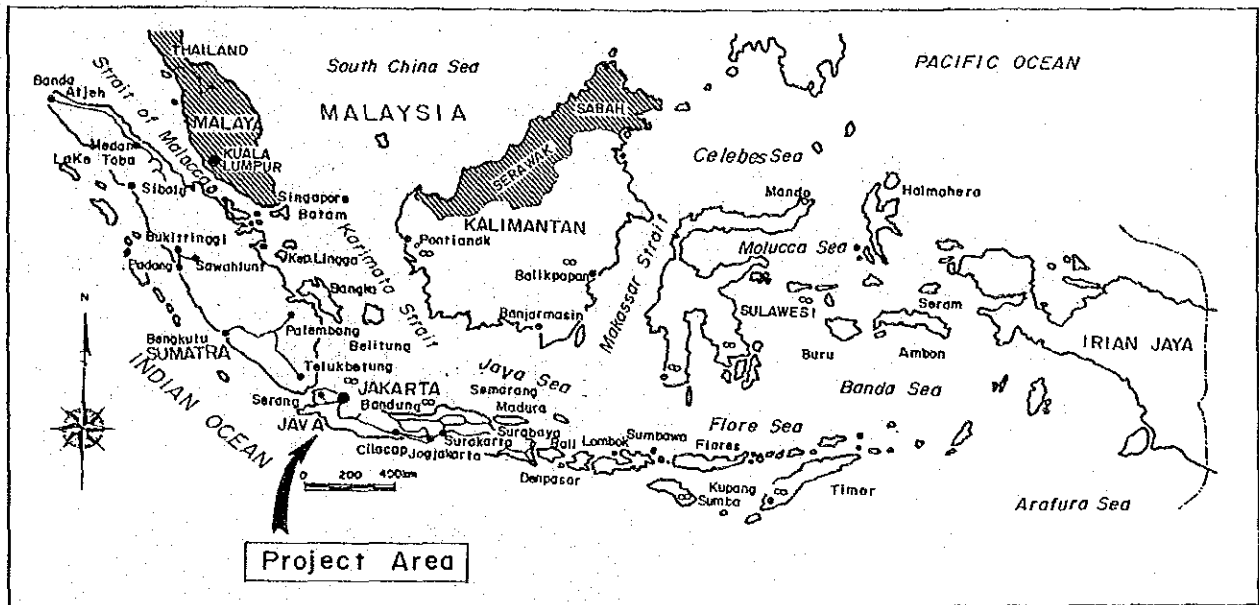 THAILAND
Banda
Atjeh
Strait of Malacca
South China Sea
PACIFIC OCEAN
MALAYSIA
MALAYA
SABAH
Medan
KUALA
LUMPUR
Lake Toba
Sibolg
SERAWAK
Celebes Sea
Mando
Halmahera
Singapore
Batam
Karimata Strait
KALIMANTAN
Pontianak
Makassar Strait
Molucca Sea
Bukittinggi
Kep.Lingga
Padang
Sawahlunt
Balikpapan
Bangka
Seram
SULAWESI
N
Palembang
Banjarmasin
Belitung
Buru
Ambon
IRIAN JAYA
Bengkulu
SUMATRA
Telukbetung
Java Sea
Banda Sea
INDIAN OCEAN
JAKARTA
Semarang
Serang
Bandung
Madura
Flore Sea
JAVA
Surabaya
Surakarta
Bali
Lombok
Sumbawa
Flores
Cilacap
Jogjakarta
Denpasar
0 200 400km
Kupang
Sumba
Timor
Arafura Sea
Project Area